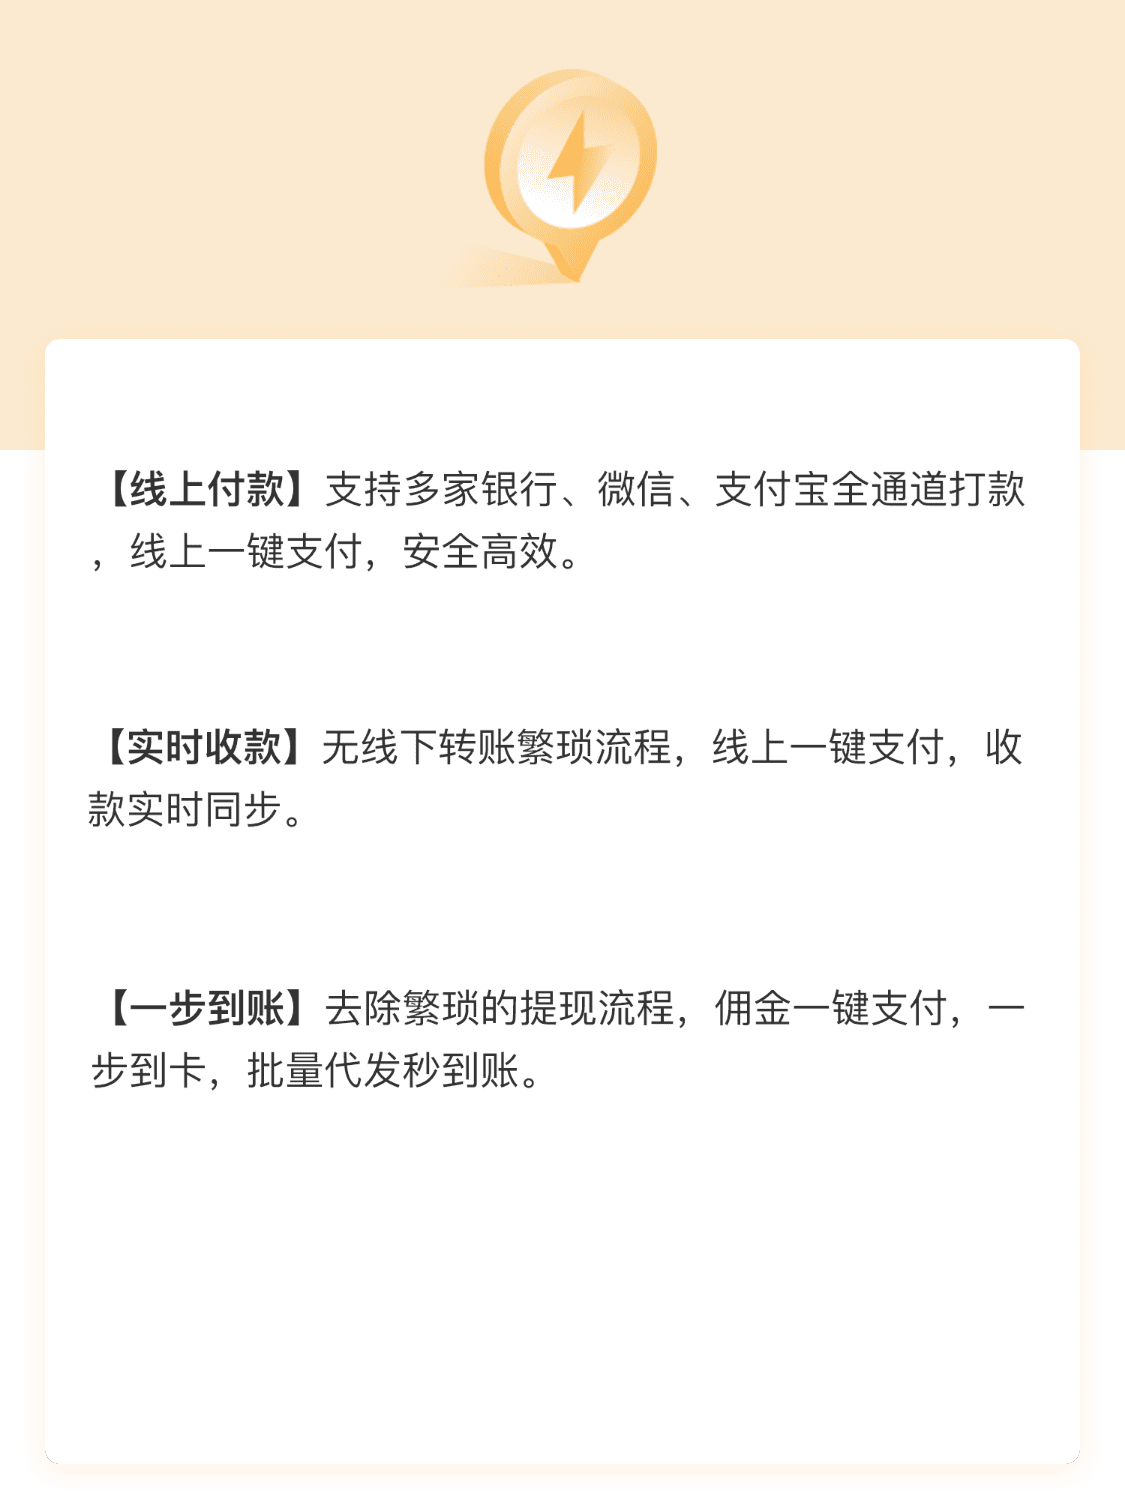 【线上付款】支持多家银行、微信、支付宝全通道打款
，线上一键支付，安全高效。
【实时收款】无线下转账繁琐流程，线上一键支付，收
款实时同步。
【一步到账】去除繁琐的提现流程，佣金一键支付，一
步到卡，批量代发秒到账。